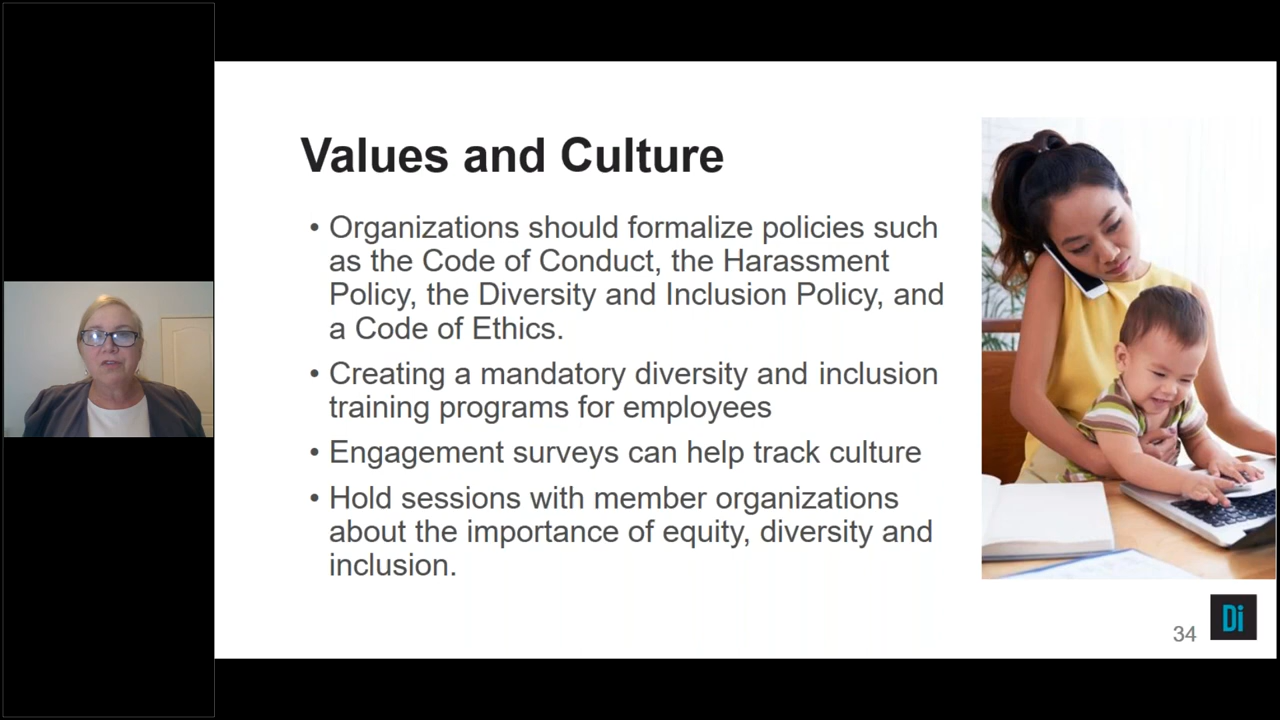 Values and Culture
• Organizations should formalize policies such
as the Code of Conduct, the Harassment
Policy, the Diversity and Inclusion Policy, and
a Code of Ethics.
• Creating a mandatory diversity and inclusion
training programs for employees
• Engagement surveys can help track culture
• Hold sessions with member organizations
about the importance of equity, diversity and
inclusion.
34
Di